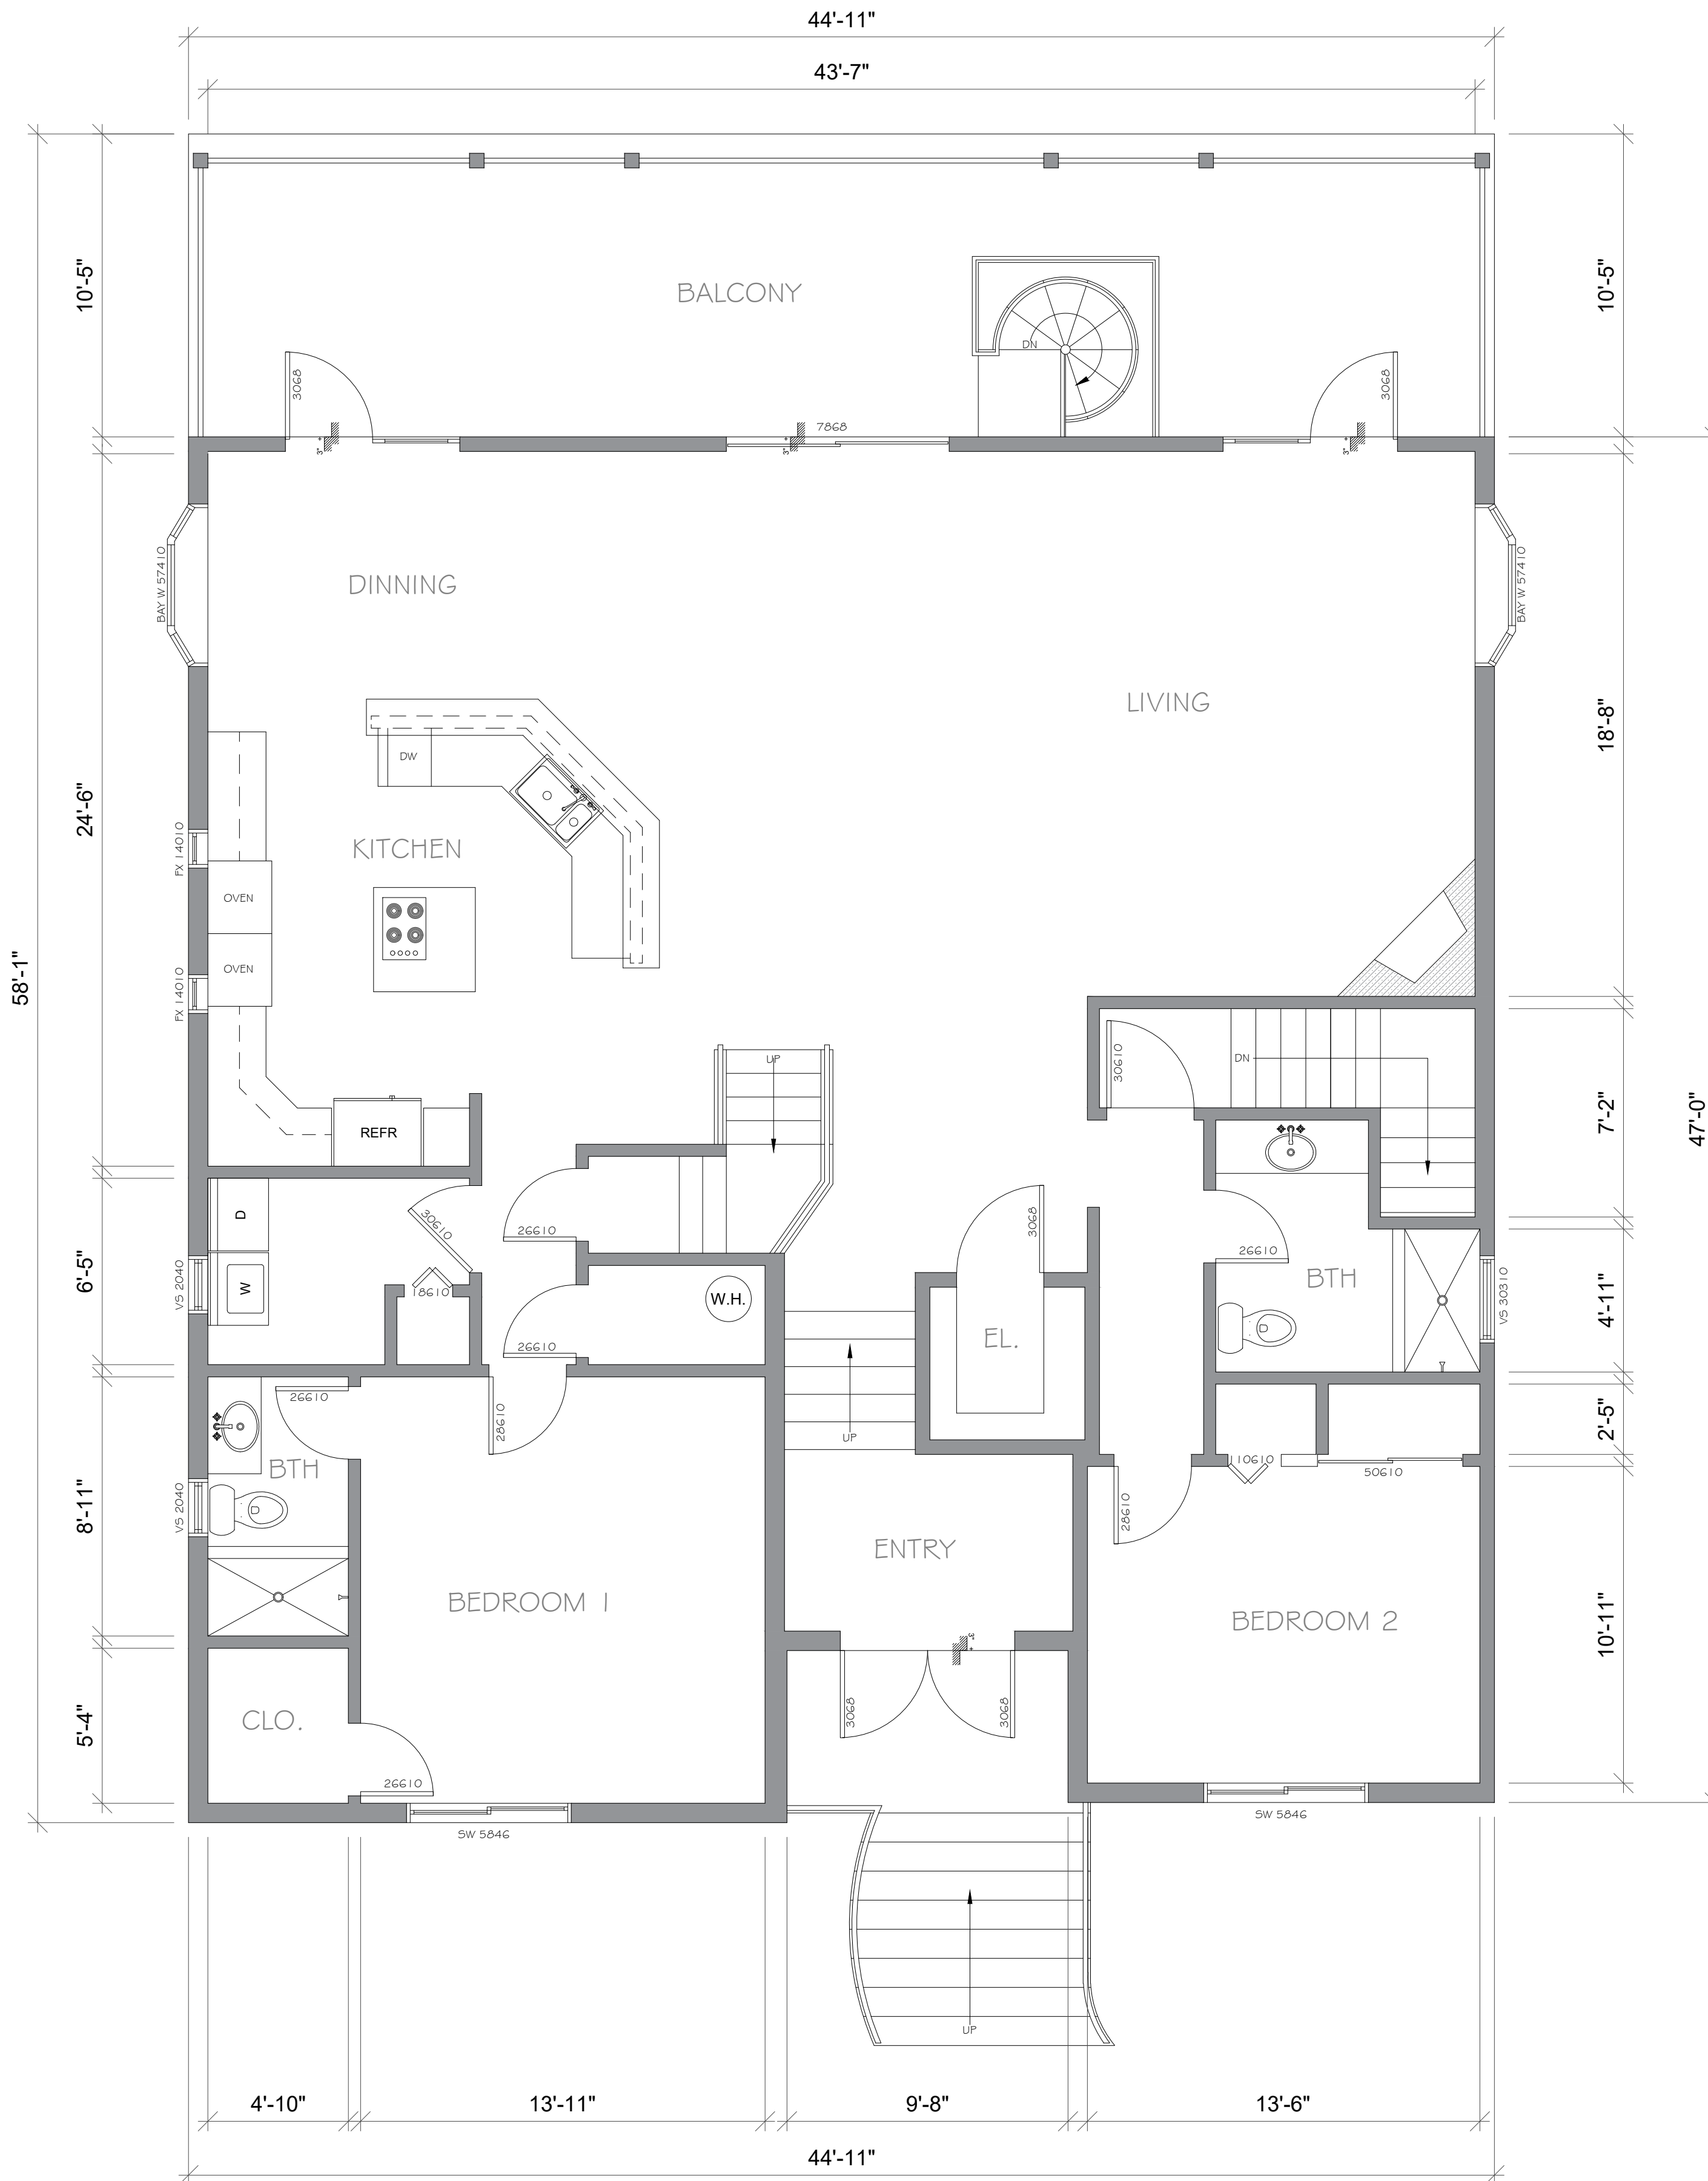 44'-11"
43'-7"
10'-5"
BALCONY
10'-5"
DN
3068
3068
7868
3"
3"
3"
BAY W 57410
DINNING
BAY W 57410
LIVING
18'-8"
DW
24'-6"
FX 14010
KITCHEN
OVEN
58'-1"
OVEN
FX 14010
UP
30610
DN
REFR
7'-2"
47'-0"
D
30610
26610
3068
26610
6'-5"
VS 2040
W
18610
W.H.
BTH
VS 30310
4'-11"
EL.
26610
26610
28610
UP
2'-5"
110610
50610
BTH
8'-11"
VS 2040
28610
ENTRY
BEDROOM 1
BEDROOM 2
10'-11"
3"
CLO.
5'-4"
3068
3068
26610
SW 5846
SW 5846
UP
4'-10"
13'-11"
9'-8"
13'-6"
44'-11"